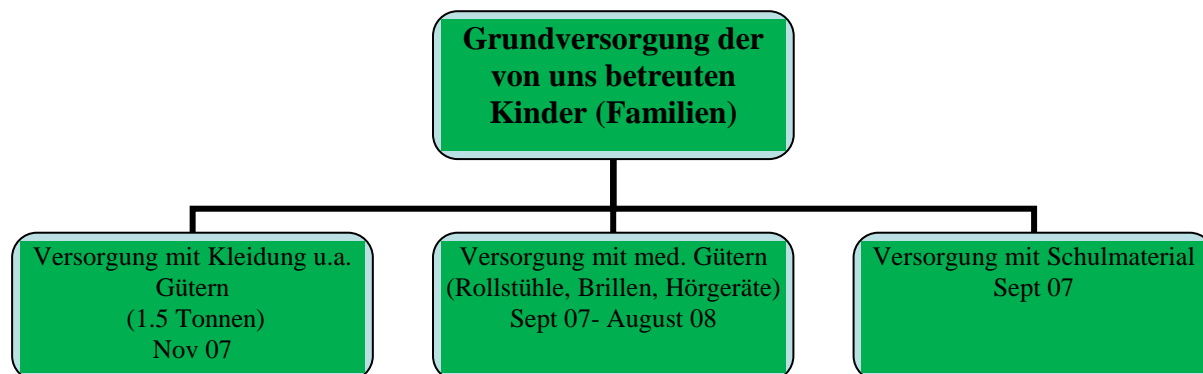 Grundversorgung der
von uns betreuten
Kinder (Familien)
Versorgung mit Kleidung u.a.
Gütern
(1.5 Tonnen)
Nov 07
Versorgung mit med. Gütern
(Rollstühle, Brillen, Hörgeräte)
Sept 07- August 08
Versorgung mit Schulmaterial
Sept 07